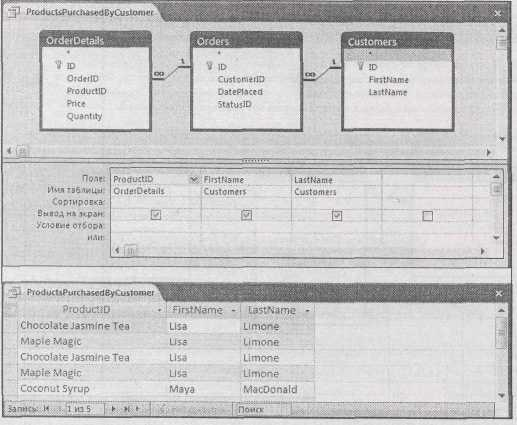 ProductsPurchasedByCustomer
OrderDetails
*
ID
OrderID
ProductID
Price
Quantity
∞
1
Orders
*
ID
CustomerID
DatePlaced
StatusID
∞
1
Customers
*
ID
FirstName
LastName
Поле: ProductID FirstName LastName
Имя таблицы: OrderDetails Customers Customers
Сортировка:
Вывод на экран:
Условие отбора:
или:
ProductsPurchasedByCustomer
ProductID FirstName LastName
Chocolate Jasmine Tea Lisa Limone
Maple Magic Lisa Limone
Chocolate Jasmine Tea Lisa Limone
Maple Magic Lisa Limone
Coconut Syrup Maya MacDonald
Запись: 1 из 5 Поиск